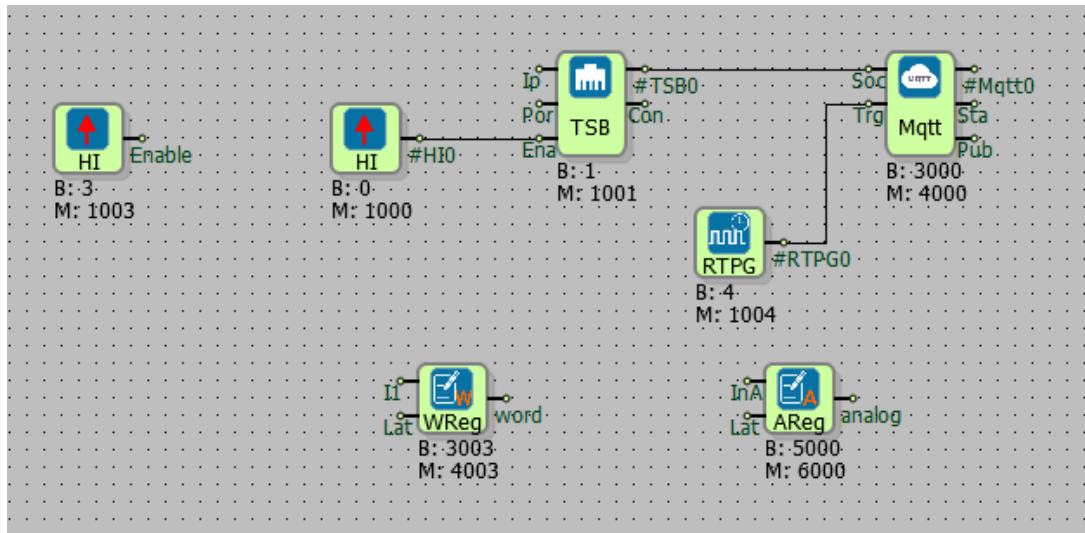 Ip
#TSB0
Soc
MQTT
#Mqtt0
Por
Con
Trg
Sta
TSB
Mqtt
HI
Enable
HI
#HI0
Ena
Pub
B: 3
M: 1003
B: 0
M: 1000
B: 1
M: 1001
B: 3000
M: 4000
RTPG
#RTPG0
B: 4
M: 1004
I1
W
word
Lat
WReg
B: 3003
M: 4003
InA
A
analog
Lat
AReg
B: 5000
M: 6000